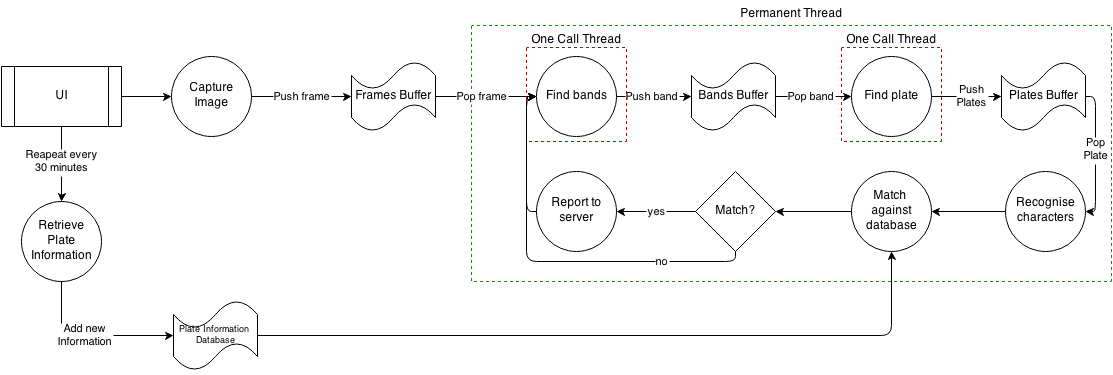 Permanent Thread
One Call Thread
One Call Thread
UI
Capture
Image
Push frame
Frames Buffer
Pop frame
Find bands
Push band
Bands Buffer
Pop band
Find plate
Push
Plates
Plates Buffer
Pop
Plate
Reapeat every
30 minutes
Retrieve
Plate
Information
Report to
server
yes
Match?
Match
against
database
Recognise
characters
no
Add new
Information
Plate Information
Database